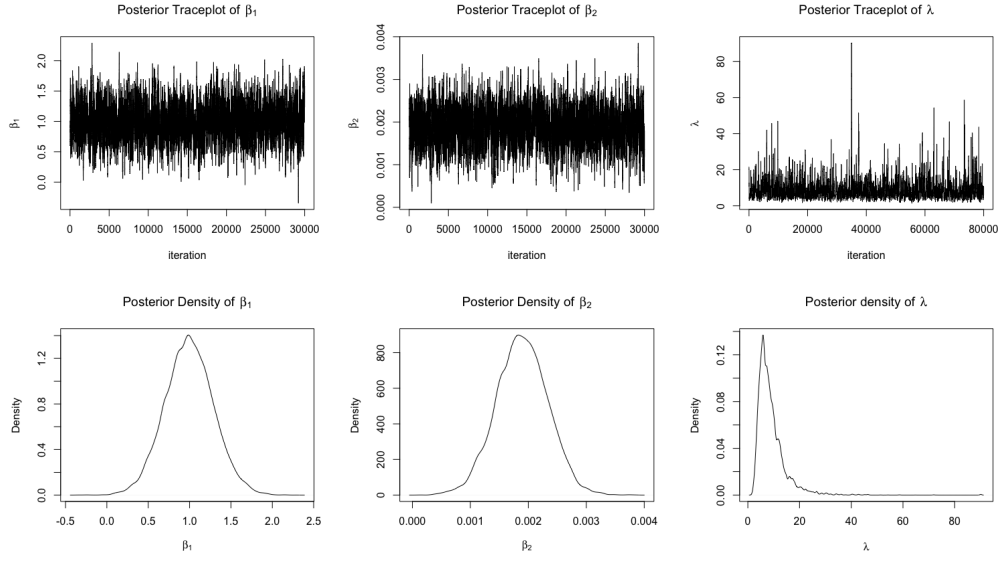 Posterior Traceplot of β1
β1
0.0 0.5 1.0 1.5 2.0
0 5000 10000 15000 20000 25000 30000
iteration
Posterior Traceplot of β2
β2
0.000 0.001 0.002 0.003 0.004
0 5000 10000 15000 20000 25000 30000
iteration
Posterior Traceplot of λ
λ
0 20 40 60 80
0 20000 40000 60000 80000
iteration
Posterior Density of β1
Density
0.0 0.4 0.8 1.2
-0.5 0.0 0.5 1.0 1.5 2.0 2.5
β1
Posterior Density of β2
Density
0 200 400 600 800
0.000 0.001 0.002 0.003 0.004
β2
Posterior density of λ
Density
0.00 0.04 0.08 0.12
0 20 40 60 80
λ